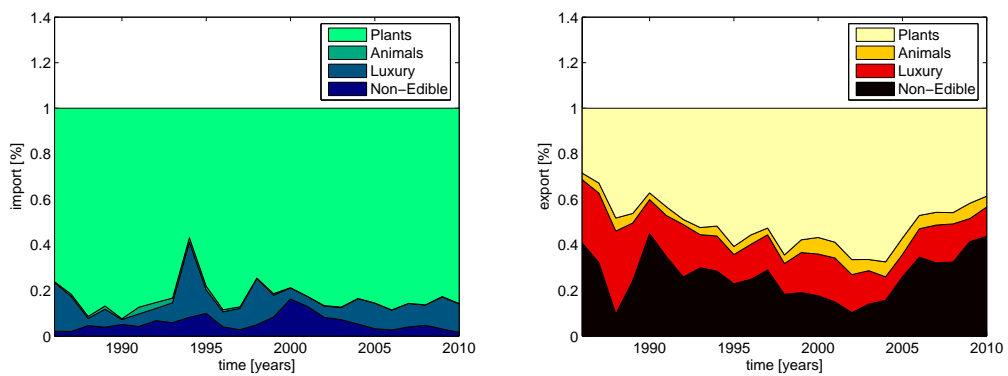 1.4
1.2
1
0.8
0.6
0.4
0.2
0
import [%]
1990 1995 2000 2005 2010
time [years]
Plants
Animals
Luxury
Non−Edible
1.4
1.2
1
0.8
0.6
0.4
0.2
0
export [%]
1990 1995 2000 2005 2010
time [years]
Plants
Animals
Luxury
Non−Edible